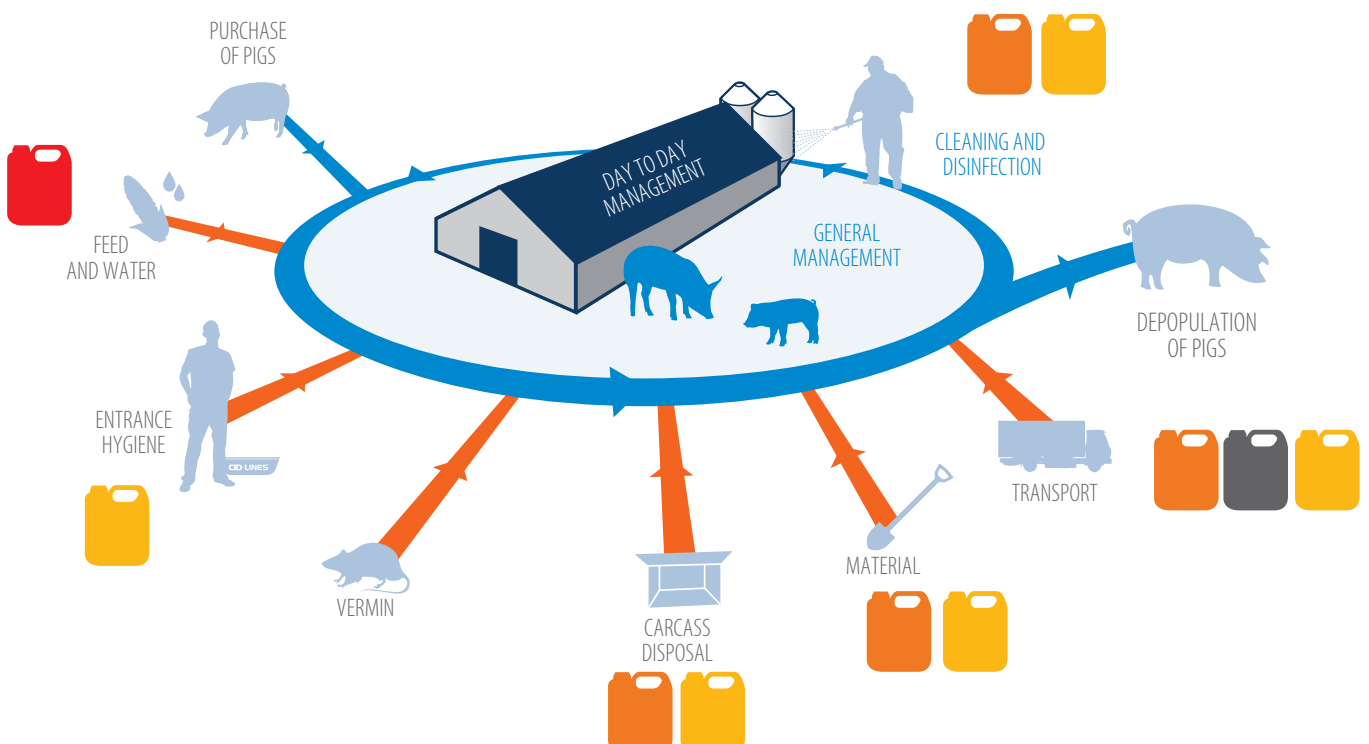 PURCHASE
OF PIGS
DAY TO DAY
MANAGEMENT
CLEANING AND
DISINFECTION
GENERAL
MANAGEMENT
FEED
AND WATER
DEPOPULATION
OF PIGS
ENTRANCE
HYGIENE
CID LINES
TRANSPORT
MATERIAL
VERMIN
CARCASS
DISPOSAL